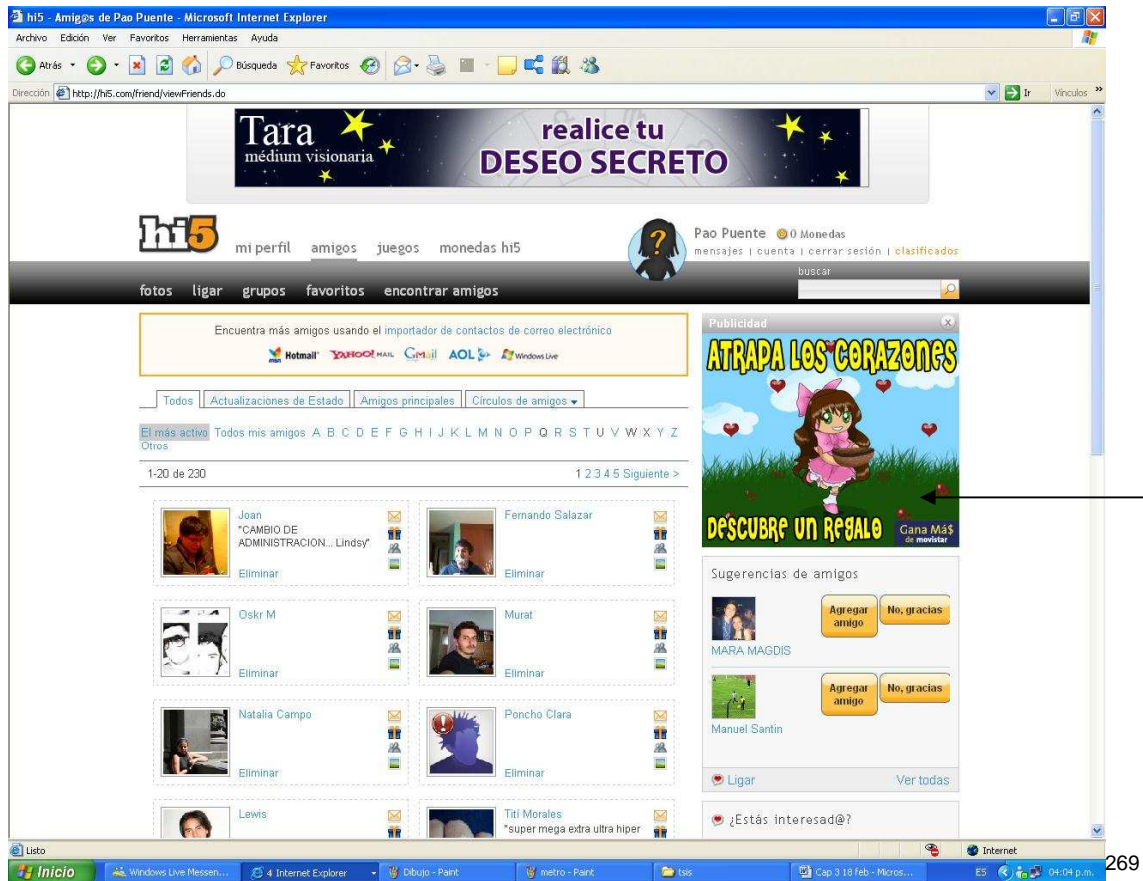 hi5 - Amig@s de Pao Puente - Microsoft Internet Explorer
Archivo Edición Ver Favoritos Herramientas Ayuda
Atrás Búsqueda Favoritos
Dirección http://hi5.com/friend/viewFriends.do Ir Vínculos »
Tara
médium visionaria
realice tu
DESEO SECRETO
hi5
mi perfil amigos juegos monedas hi5
Pao Puente 0 Monedas
mensajes | cuenta | cerrar sesión | clasificados
buscar
fotos ligar grupos favoritos encontrar amigos
Encuentra más amigos usando el importador de contactos de correo electrónico
msn Hotmail YAHOO! MAIL Gmail AOL Windows Live
Todos Actualizaciones de Estado Amigos principales Círculos de amigos
El más activo Todos mis amigos A B C D E F G H I J K L M N O P Q R S T U V W X Y Z
Otros
1-20 de 230 1 2 3 4 5 Siguiente >
Joan
"CAMBIO DE
ADMINISTRACION... Lindsy"
Eliminar
Fernando Salazar
Eliminar
Oskr M
Eliminar
Murat
Eliminar
Natalia Campo
Eliminar
Poncho Clara
Eliminar
Lewis
Tití Morales
"super mega extra ultra hiper
Publicidad
ATRAPA LOS CORAZONES
DESCUBRE UN REGALO
Gana Má$
de movistar
Sugerencias de amigos
Agregar
amigo
No, gracias
MARA MAGDIS
Agregar
amigo
No, gracias
Manuel Santin
Ligar Ver todas
¿Estás interesad@?
Listo Internet
Inicio Windows Live Messen... 4 Internet Explorer Dibujo - Paint metro - Paint tsis Cap 3 18 feb - Micros... ES 04:04 p.m.
269